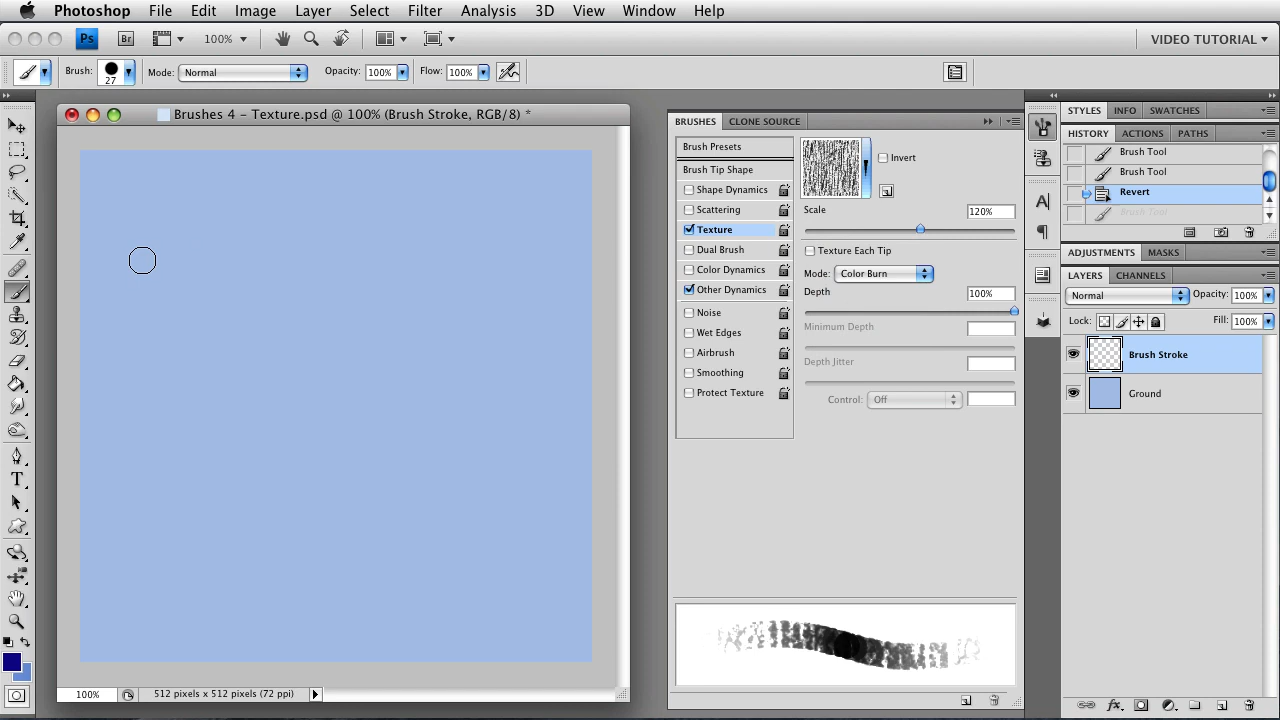 Photoshop File Edit Image Layer Select Filter Analysis 3D View Window Help
Ps Br 100% VIDEO TUTORIAL
Brush: 27 Mode: Normal Opacity: 100% Flow: 100%
Brushes 4 – Texture.psd @ 100% (Brush Stroke, RGB/8) *
100% 512 pixels x 512 pixels (72 ppi)
BRUSHES CLONE SOURCE
Brush Presets
Brush Tip Shape
Shape Dynamics
Scattering
Texture
Dual Brush
Color Dynamics
Other Dynamics
Noise
Wet Edges
Airbrush
Smoothing
Protect Texture
Invert
Scale 120%
Texture Each Tip
Mode: Color Burn
Depth 100%
Minimum Depth
Depth Jitter
Control: Off
STYLES INFO SWATCHES
HISTORY ACTIONS PATHS
Brush Tool
Brush Tool
Revert
Brush Tool
ADJUSTMENTS MASKS
LAYERS CHANNELS
Normal Opacity: 100%
Lock: Fill: 100%
Brush Stroke
Ground